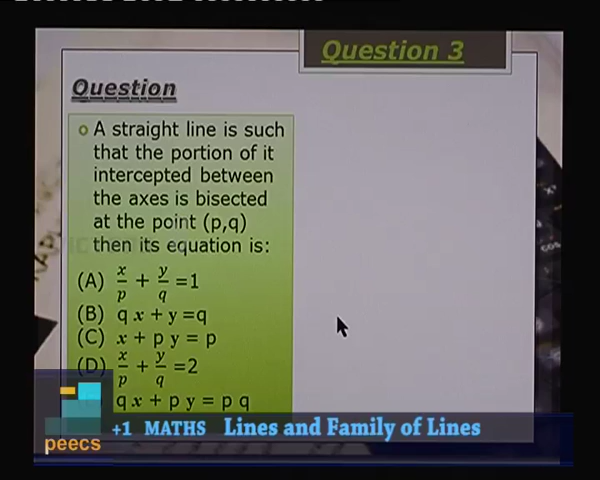 Question 3
Question
A straight line is such
that the portion of it
intercepted between
the axes is bisected
at the point (p,q)
then its equation is:
(A) x/p + y/q =1
(B) q x + y =q
(C) x + p y = p
(D) x/p + y/q =2
q x + p y = p q
+1 MATHS Lines and Family of Lines
peecs